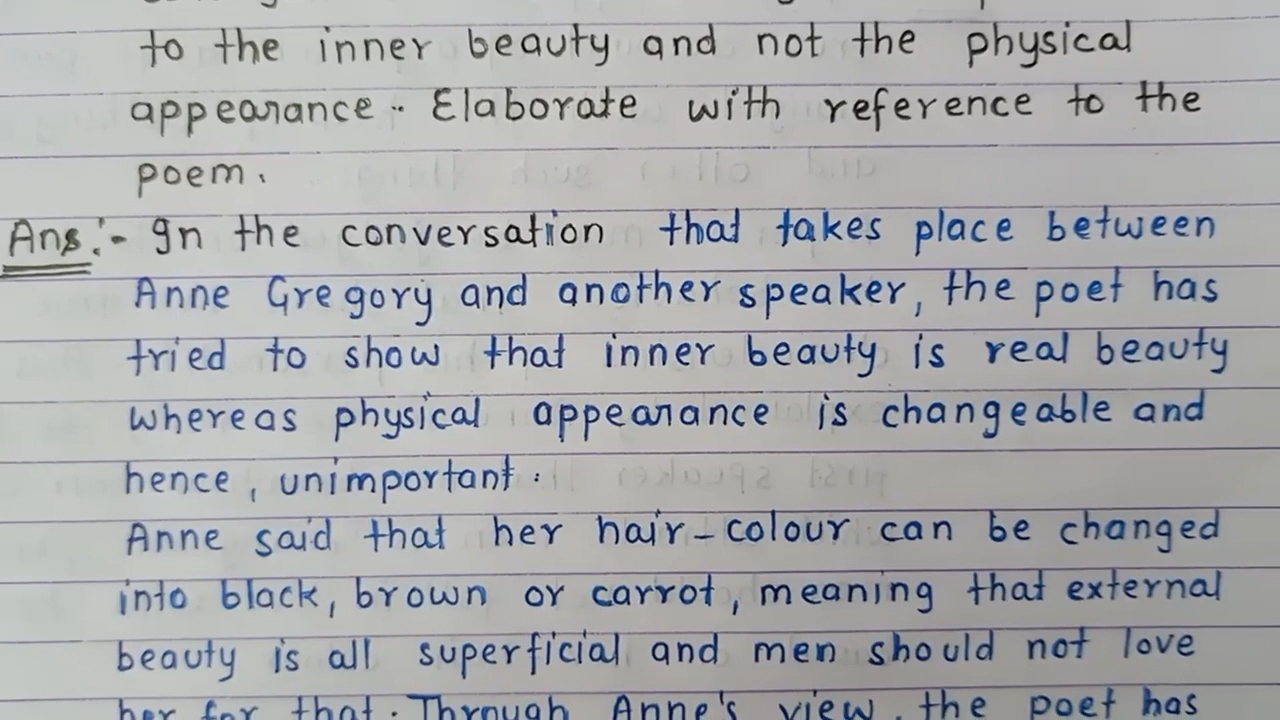 to the inner beauty and not the physical
appearance.. Elaborate with reference to the
poem.
Ans:- In the conversation that takes place between
Anne Gregory and another speaker, the poet has
tried to show that inner beauty is real beauty
whereas physical appearance is changeable and
hence, unimportant.
Anne said that her hair-colour can be changed
into black, brown or carrot, meaning that external
beauty is all superficial and men should not love
her for that. Through Anne's view, the poet has